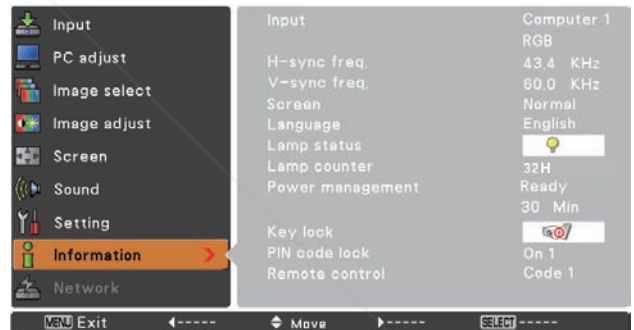 Input
PC adjust
Image select
Image adjust
Screen
Sound
Setting
Information
Network
Input Computer 1
RGB
H-sync freq. 43.4 KHz
V-sync freq. 60.0 KHz
Screen Normal
Language English
Lamp status
Lamp counter 32H
Power management Ready
30 Min
Key lock
PIN code lock On 1
Remote control Code 1
MENU Exit ◄----- Move ►----- SELECT -----